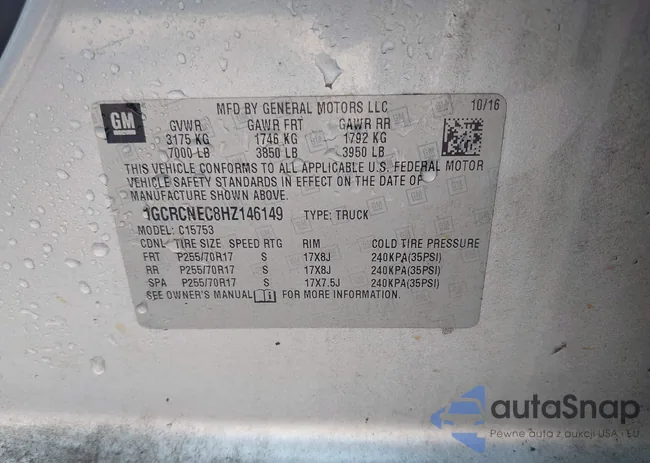 GM
MFD BY GENERAL MOTORS LLC 10/16
GVWR GAWR FRT GAWR RR
3175 KG 1746 KG 1792 KG
7000 LB 3850 LB 3950 LB
THIS VEHICLE CONFORMS TO ALL APPLICABLE U.S. FEDERAL MOTOR
VEHICLE SAFETY STANDARDS IN EFFECT ON THE DATE OF
MANUFACTURE SHOWN ABOVE.
1GCRCNEC8HZ146149 TYPE: TRUCK
MODEL: C15753
CDNL TIRE SIZE SPEED RTG RIM COLD TIRE PRESSURE
FRT P255/70R17 S 17X8J 240KPA(35PSI)
RR P255/70R17 S 17X8J 240KPA(35PSI)
SPA P255/70R17 S 17X7.5J 240KPA(35PSI)
SEE OWNER'S MANUAL i FOR MORE INFORMATION.
autaSnap
Pewne auta z aukcji USA i EU